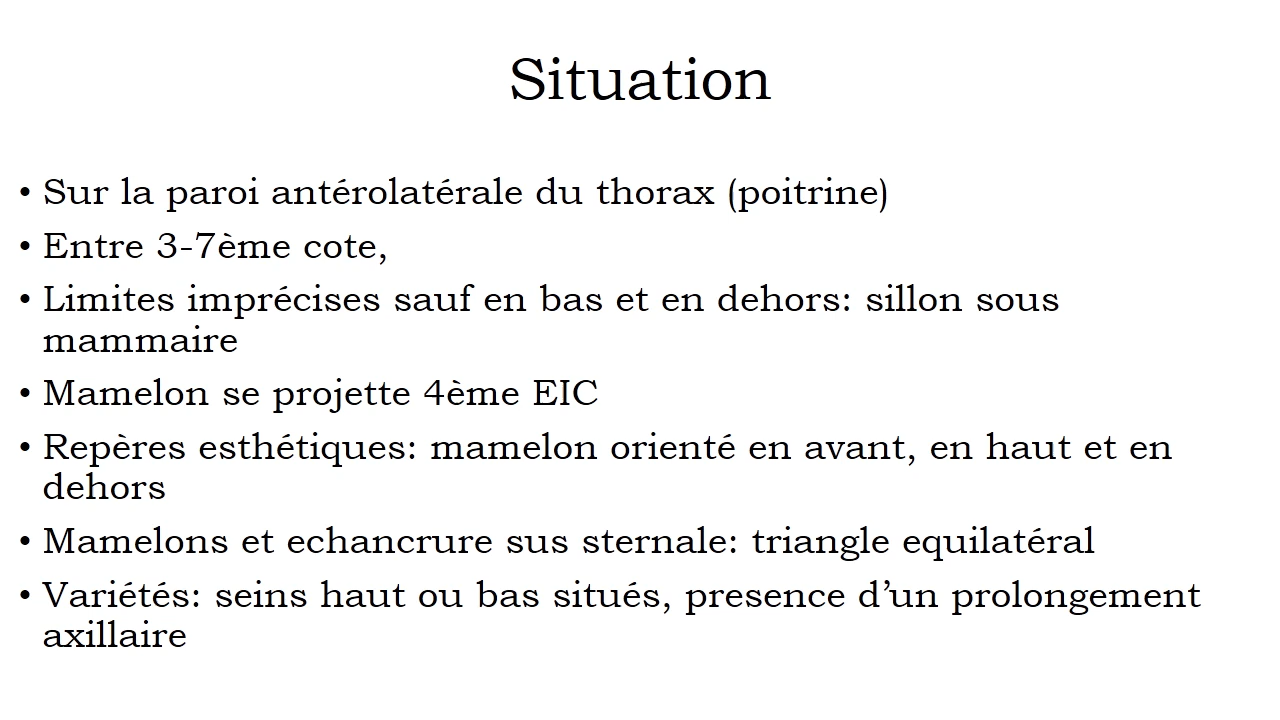 Situation
• Sur la paroi antérolatérale du thorax (poitrine)
• Entre 3-7ème cote,
• Limites imprécises sauf en bas et en dehors: sillon sous
mammaire
• Mamelon se projette 4ème EIC
• Repères esthétiques: mamelon orienté en avant, en haut et en
dehors
• Mamelons et echancrure sus sternale: triangle equilatéral
• Variétés: seins haut ou bas situés, presence d’un prolongement
axillaire